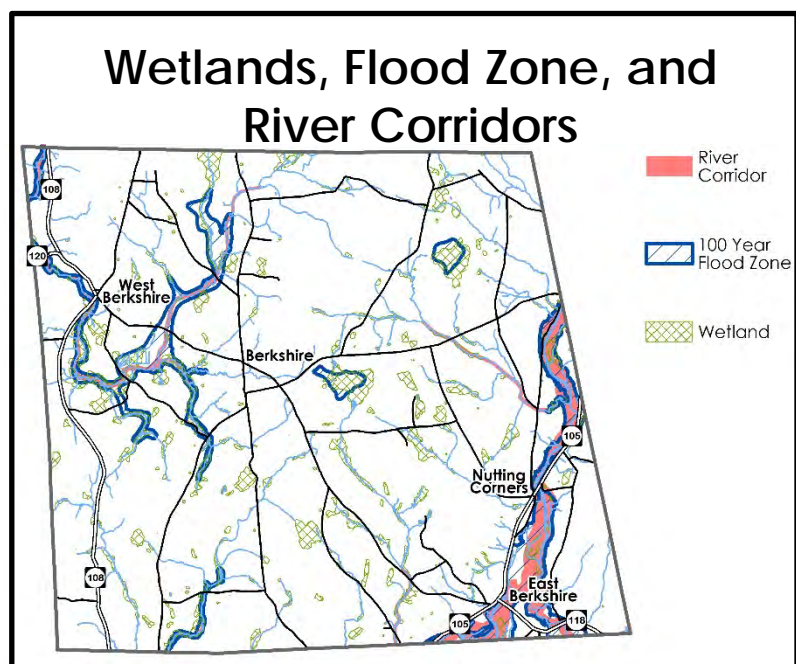 Wetlands, Flood Zone, and
River Corridors
River
Corridor
108
100 Year
Flood Zone
120
West
Berkshire
Wetland
Berkshire
105
Nutting
Corners
108
East
Berkshire
105
118